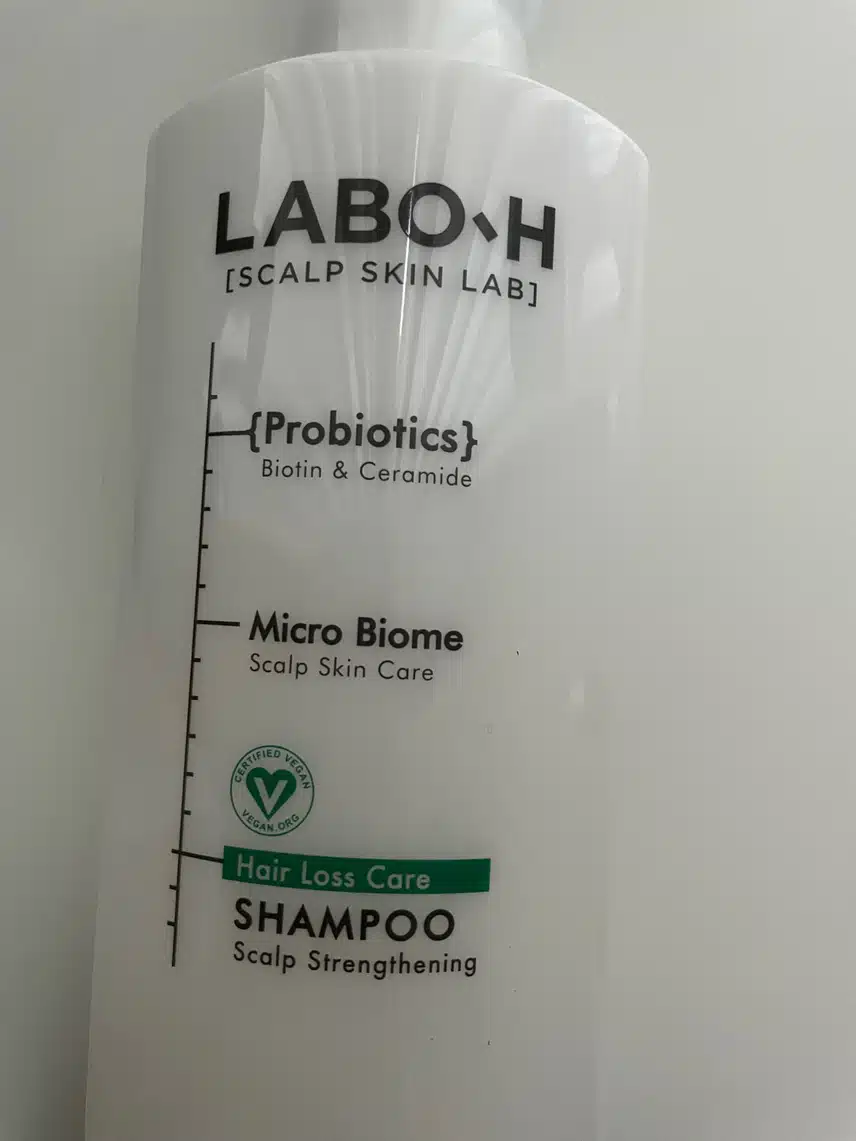 LABO-H
[SCALP SKIN LAB]
{Probiotics}
Biotin & Ceramide
Micro Biome
Scalp Skin Care
CERTIFIED VEGAN
V
VEGAN.ORG
Hair Loss Care
SHAMPOO
Scalp Strengthening